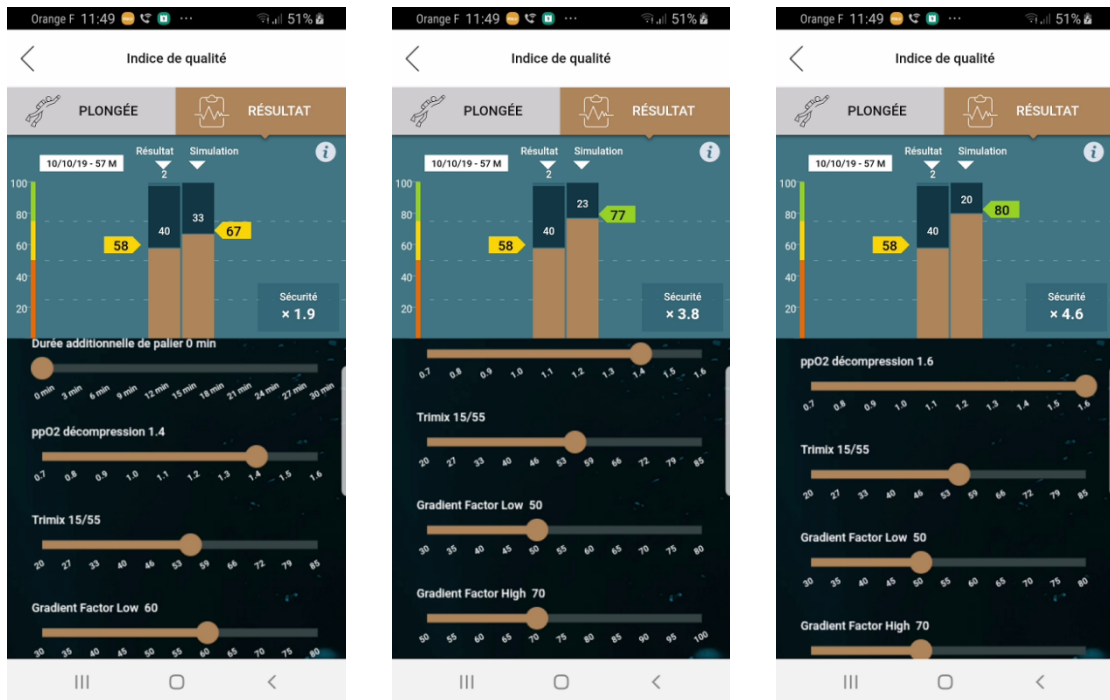 Orange F 11:49 51%
Indice de qualité
PLONGÉE RÉSULTAT
Résultat Simulation
10/10/19 - 57 M
2
100
80
60
40
20
33
40
67
58
Sécurité
× 1.9
Durée additionnelle de palier 0 min
0 min 3 min 6 min 9 min 12 min 15 min 18 min 21 min 24 min 27 min 30 min
ppO2 décompression 1.4
0.7 0.8 0.9 1.0 1.1 1.2 1.3 1.4 1.5 1.6
Trimix 15/55
20 27 33 40 46 53 59 66 72 79 85
Gradient Factor Low 60
30 35 40 45 50 55 60 65 70 75 80
Orange F 11:49 51%
Indice de qualité
PLONGÉE RÉSULTAT
Résultat Simulation
10/10/19 - 57 M
2
100
80
60
40
20
23
77
40
58
Sécurité
× 3.8
0.7 0.8 0.9 1.0 1.1 1.2 1.3 1.4 1.5 1.6
Trimix 15/55
20 27 33 40 46 53 59 66 72 79 85
Gradient Factor Low 50
30 35 40 45 50 55 60 65 70 75 80
Gradient Factor High 70
50 55 60 65 70 75 80 85 90 95 100
Orange F 11:49 51%
Indice de qualité
PLONGÉE RÉSULTAT
Résultat Simulation
10/10/19 - 57 M
2
100
80
60
40
20
20
80
40
58
Sécurité
× 4.6
ppO2 décompression 1.6
0.7 0.8 0.9 1.0 1.1 1.2 1.3 1.4 1.5 1.6
Trimix 15/55
20 27 33 40 46 53 59 66 72 79 85
Gradient Factor Low 50
30 35 40 45 50 55 60 65 70 75 80
Gradient Factor High 70